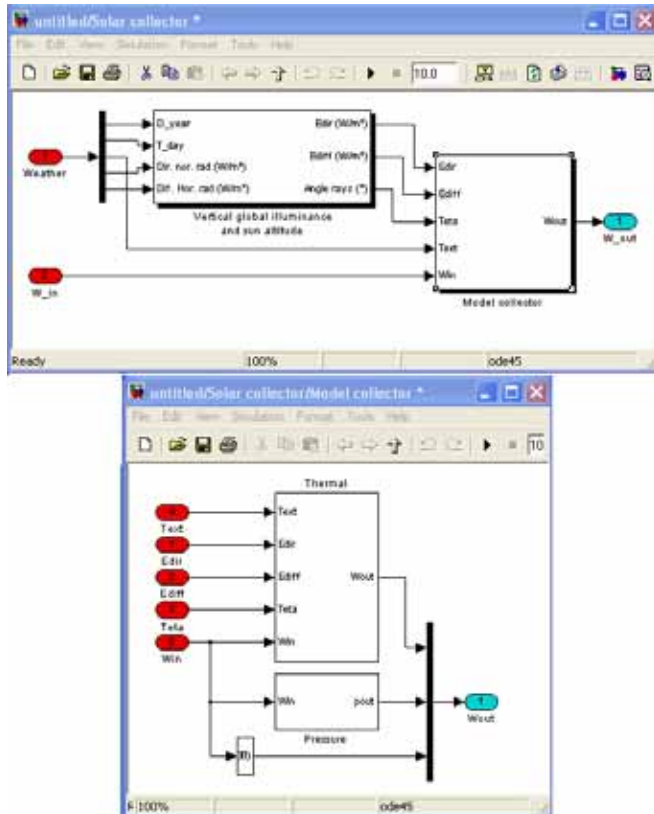 untitled/Solar collector *
File Edit View Simulation Format Tools Help
10.0
D_year
T_day
Dir. nor. rad (W/m²)
Dif. Hor. rad (W/m²)
Edir (W/m²)
Ediff (W/m²)
Angle rays (°)
Vertical global illuminance
and sun altitude
Weather
W_in
Edir
Ediff
Teta
Text
Win
Wout
Model collector
1
W_out
Ready 100% ode45
untitled/Solar collector/Model collector *
File Edit View Simulation Format Tools Help
10
Thermal
Text
Edir
Ediff
Teta
Win
Text
Edir
Ediff
Teta
Win
Wout
Win
pout
Pressure
1
Wout
100% ode45